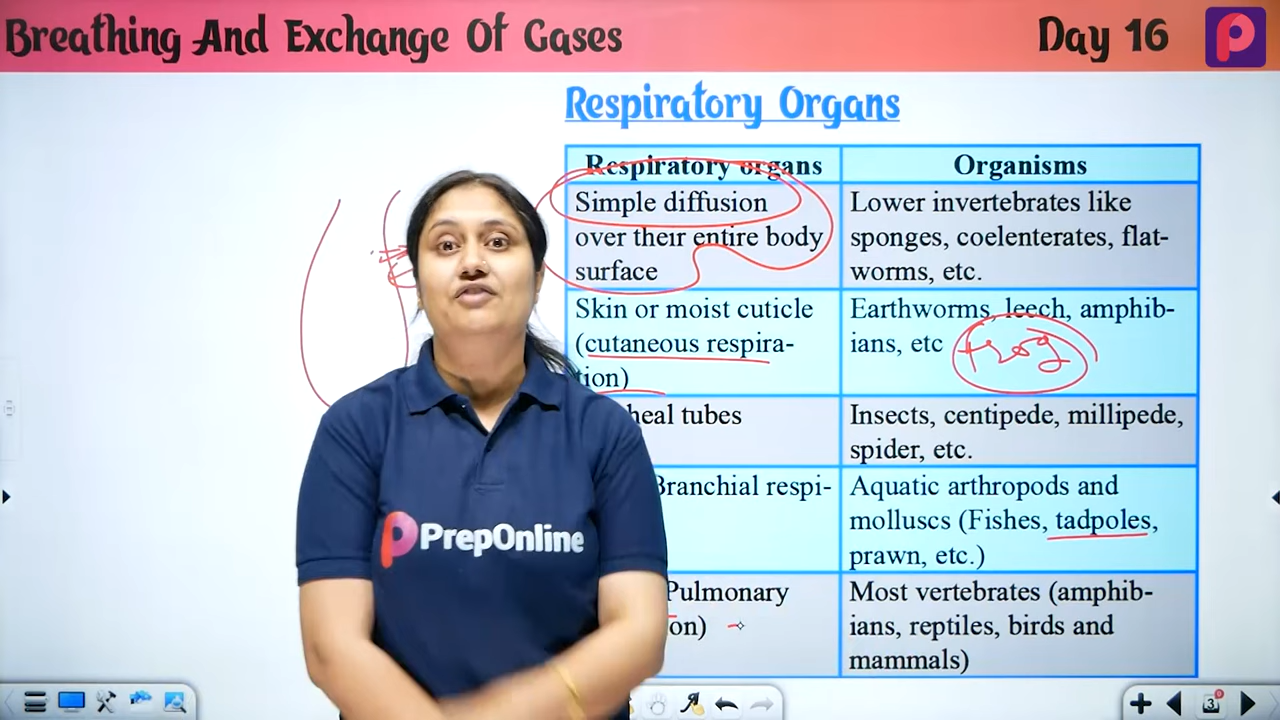 Breathing And Exchange Of Gases
Day 16
Respiratory Organs
Respiratory organs
Organisms
Simple diffusion
over their entire body
surface
Lower invertebrates like
sponges, coelenterates, flat-
worms, etc.
Skin or moist cuticle
(cutaneous respira-
tion)
Earthworms, leech, amphib-
ians, etc
frog
heal tubes
Insects, centipede, millipede,
spider, etc.
Branchial respi-
Aquatic arthropods and
molluscs (Fishes, tadpoles,
prawn, etc.)
Pulmonary
on)
Most vertebrates (amphib-
ians, reptiles, birds and
mammals)
PrepOnline
3